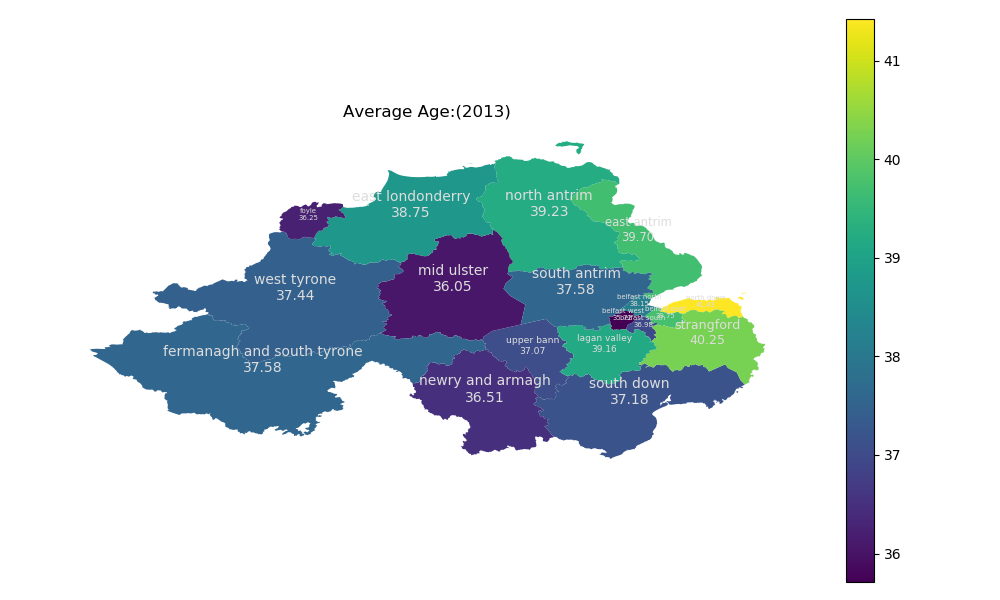 Average Age:(2013)
41
40
39
38
37
36
foyle
36.25
east londonderry
38.75
north antrim
39.23
east antrim
39.70
west tyrone
37.44
mid ulster
36.05
south antrim
37.58
belfast north
38.15
belfast west
belfast south
36.98
strangford
40.25
fermanagh and south tyrone
37.58
upper bann
37.07
lagan valley
39.16
newry and armagh
36.51
south down
37.18